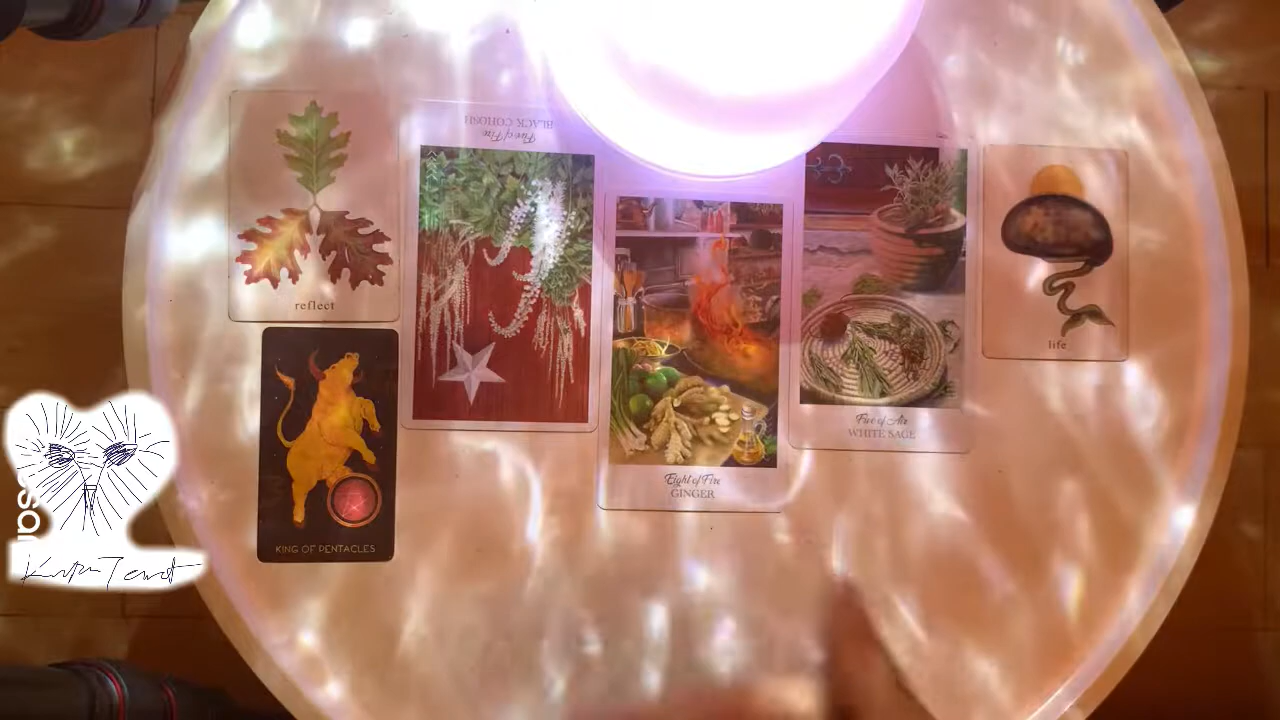 reflect
Five of Fire
BLACK COHOSH
Eight of Fire
GINGER
Five of Air
WHITE SAGE
life
KING OF PENTACLES